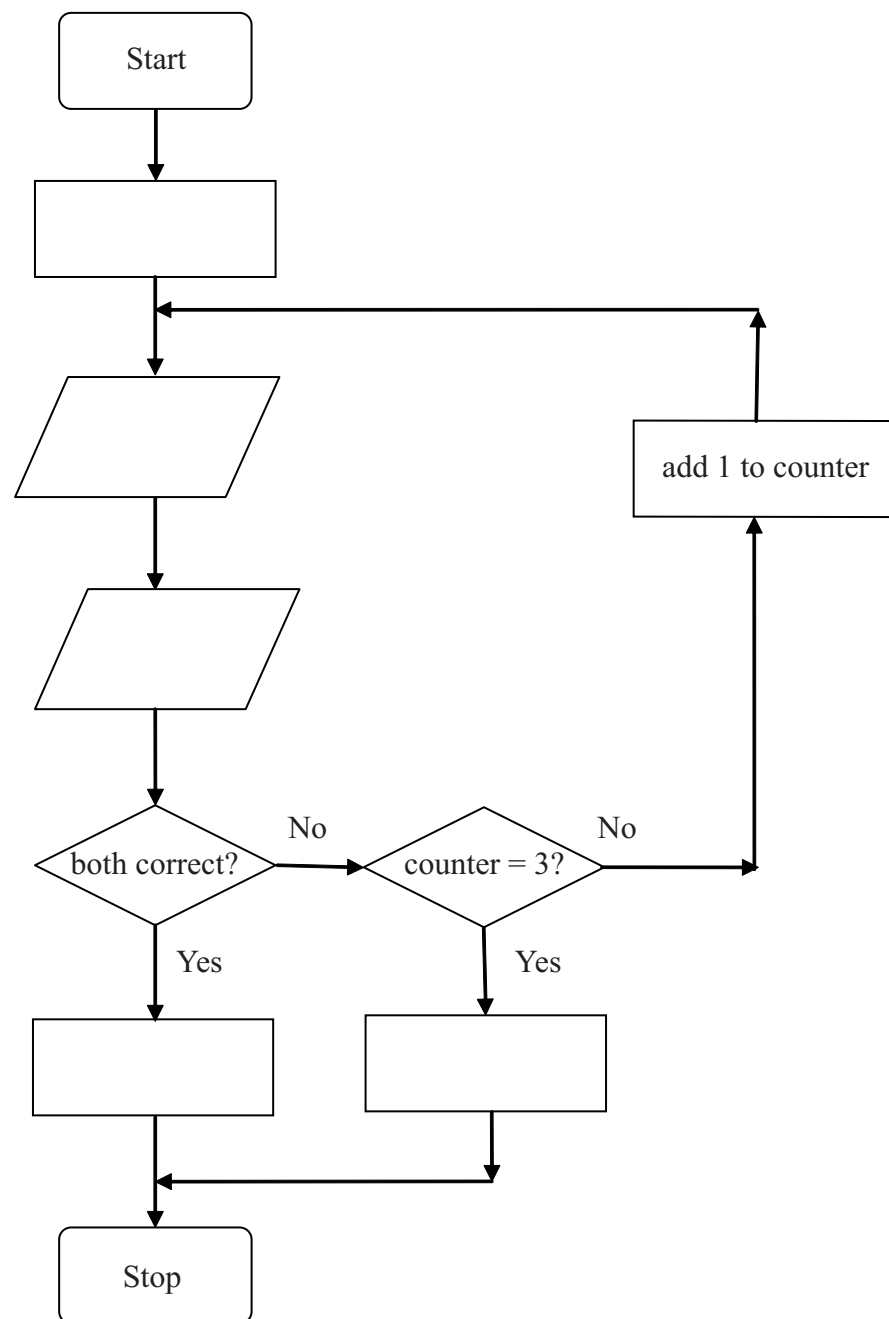 Start
add 1 to counter
both correct?
No
counter = 3?
No
Yes
Yes
Stop